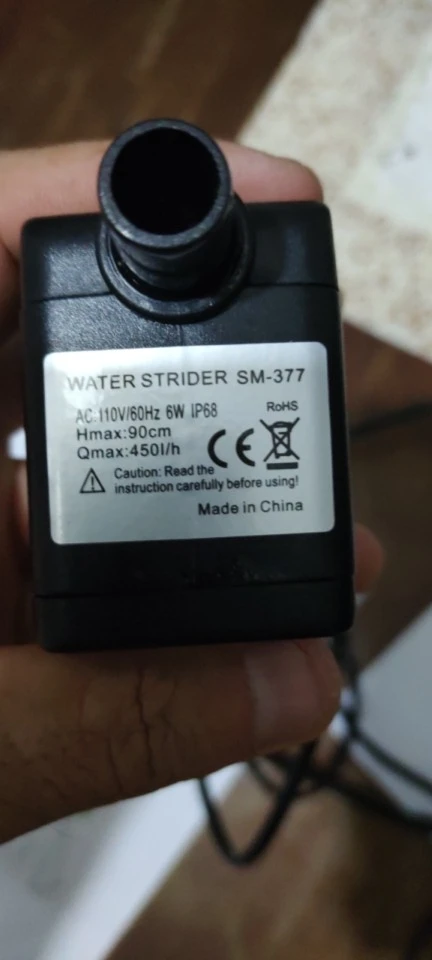 WATER STRIDER SM-377
AC 110V/60Hz 6W IP68
RoHS
Hmax:90cm
Qmax:450l/h
CE
Caution: Read the
instruction carefully before using!
Made in China